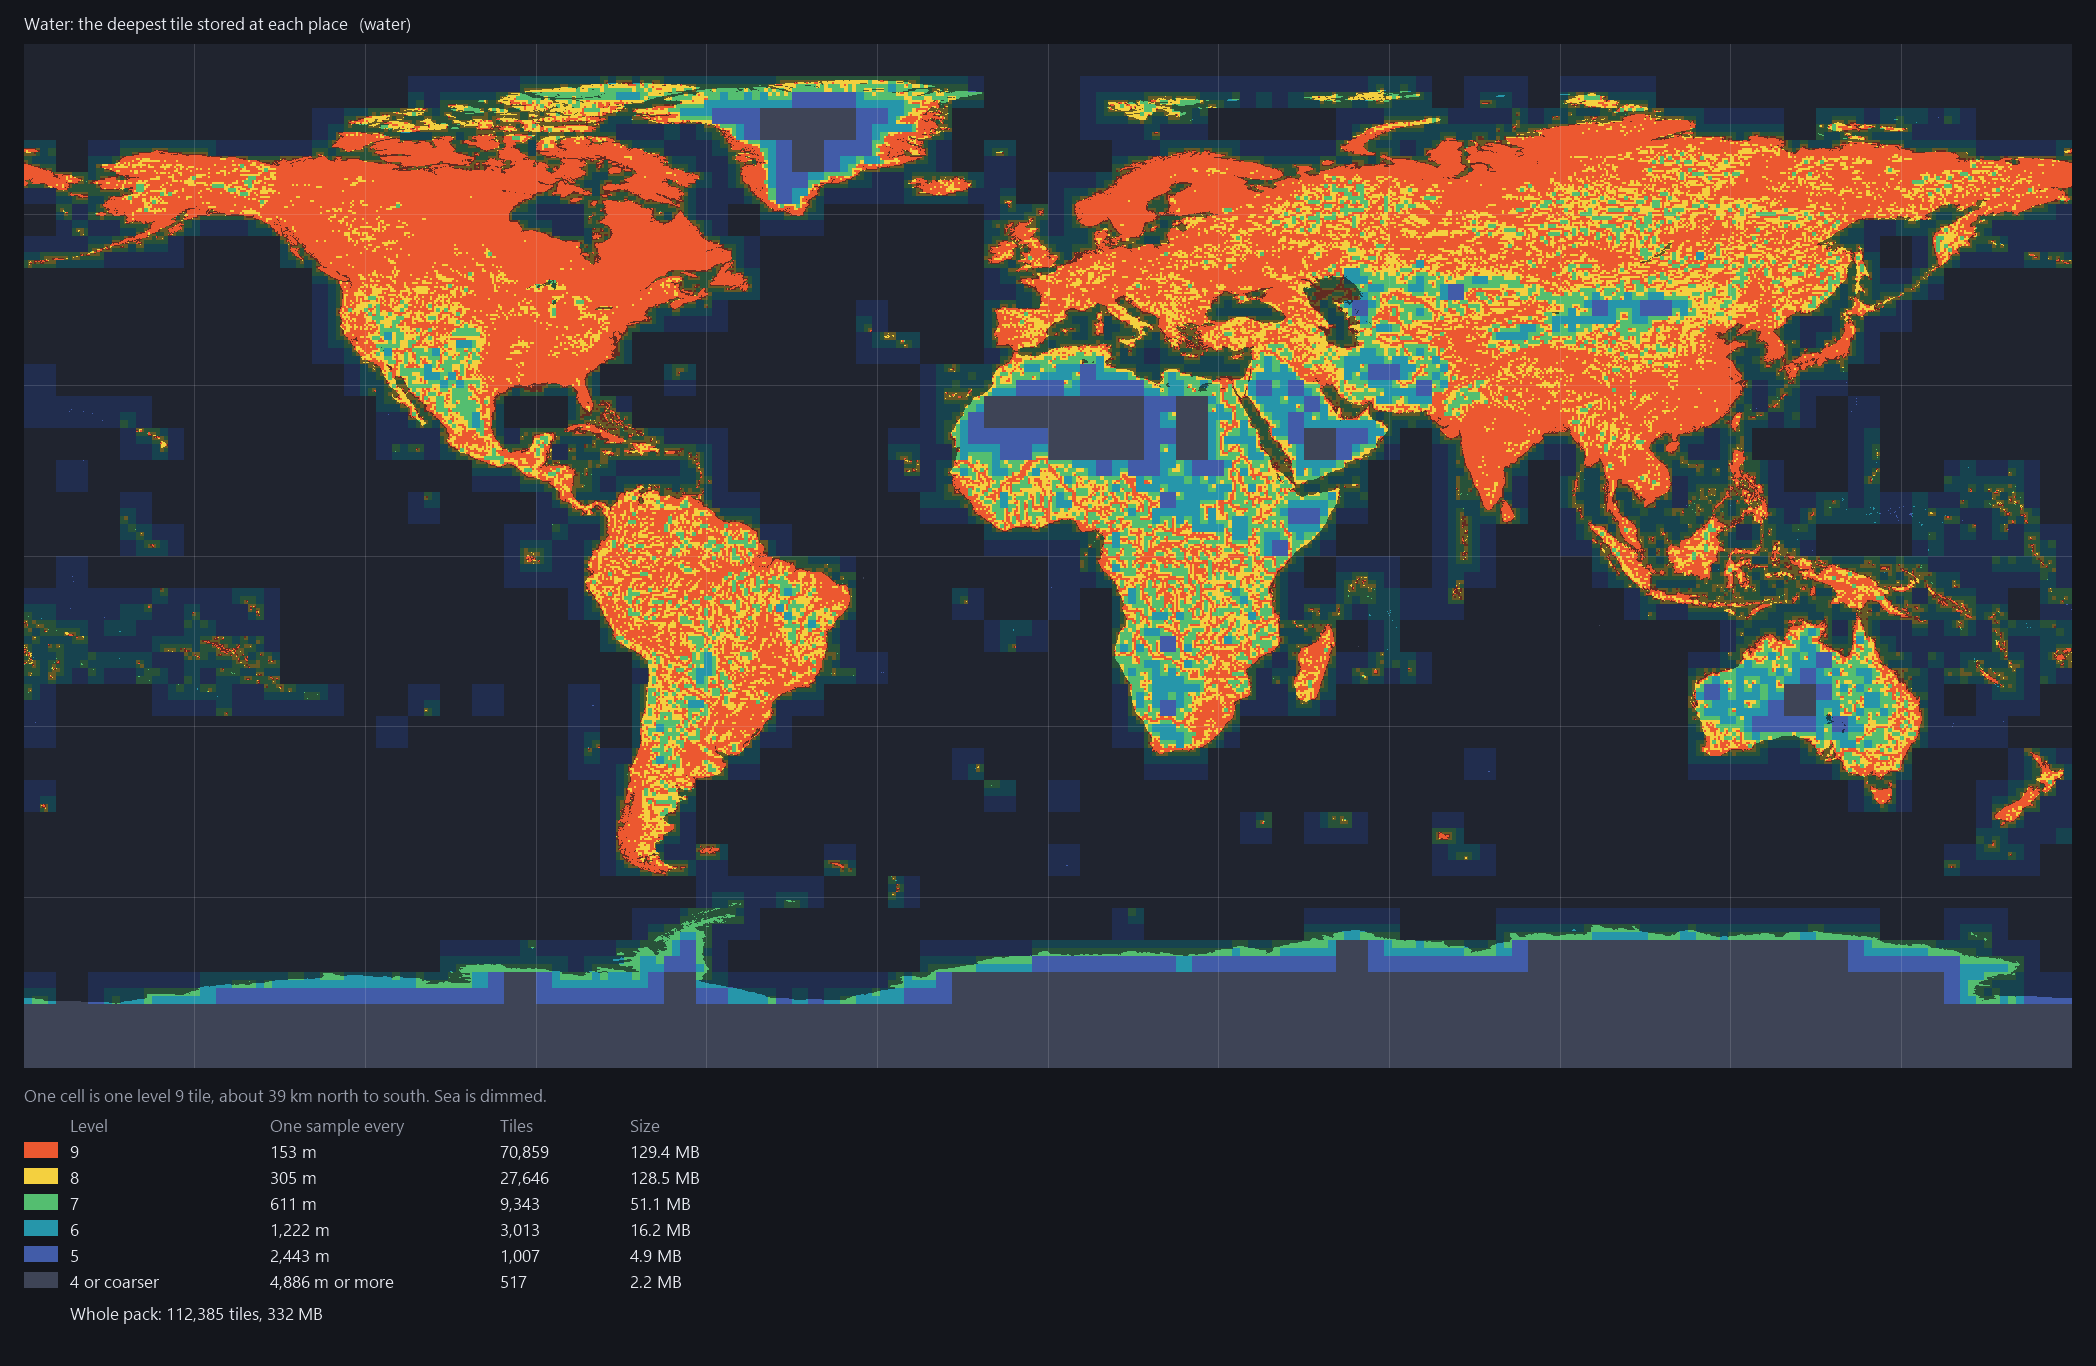 Water: the deepest tile stored at each place (water)
One cell is one level 9 tile, about 39 km north to south. Sea is dimmed.
Level One sample every Tiles Size
9 153 m 70,859 129.4 MB
8 305 m 27,646 128.5 MB
7 611 m 9,343 51.1 MB
6 1,222 m 3,013 16.2 MB
5 2,443 m 1,007 4.9 MB
4 or coarser 4,886 m or more 517 2.2 MB
Whole pack: 112,385 tiles, 332 MB